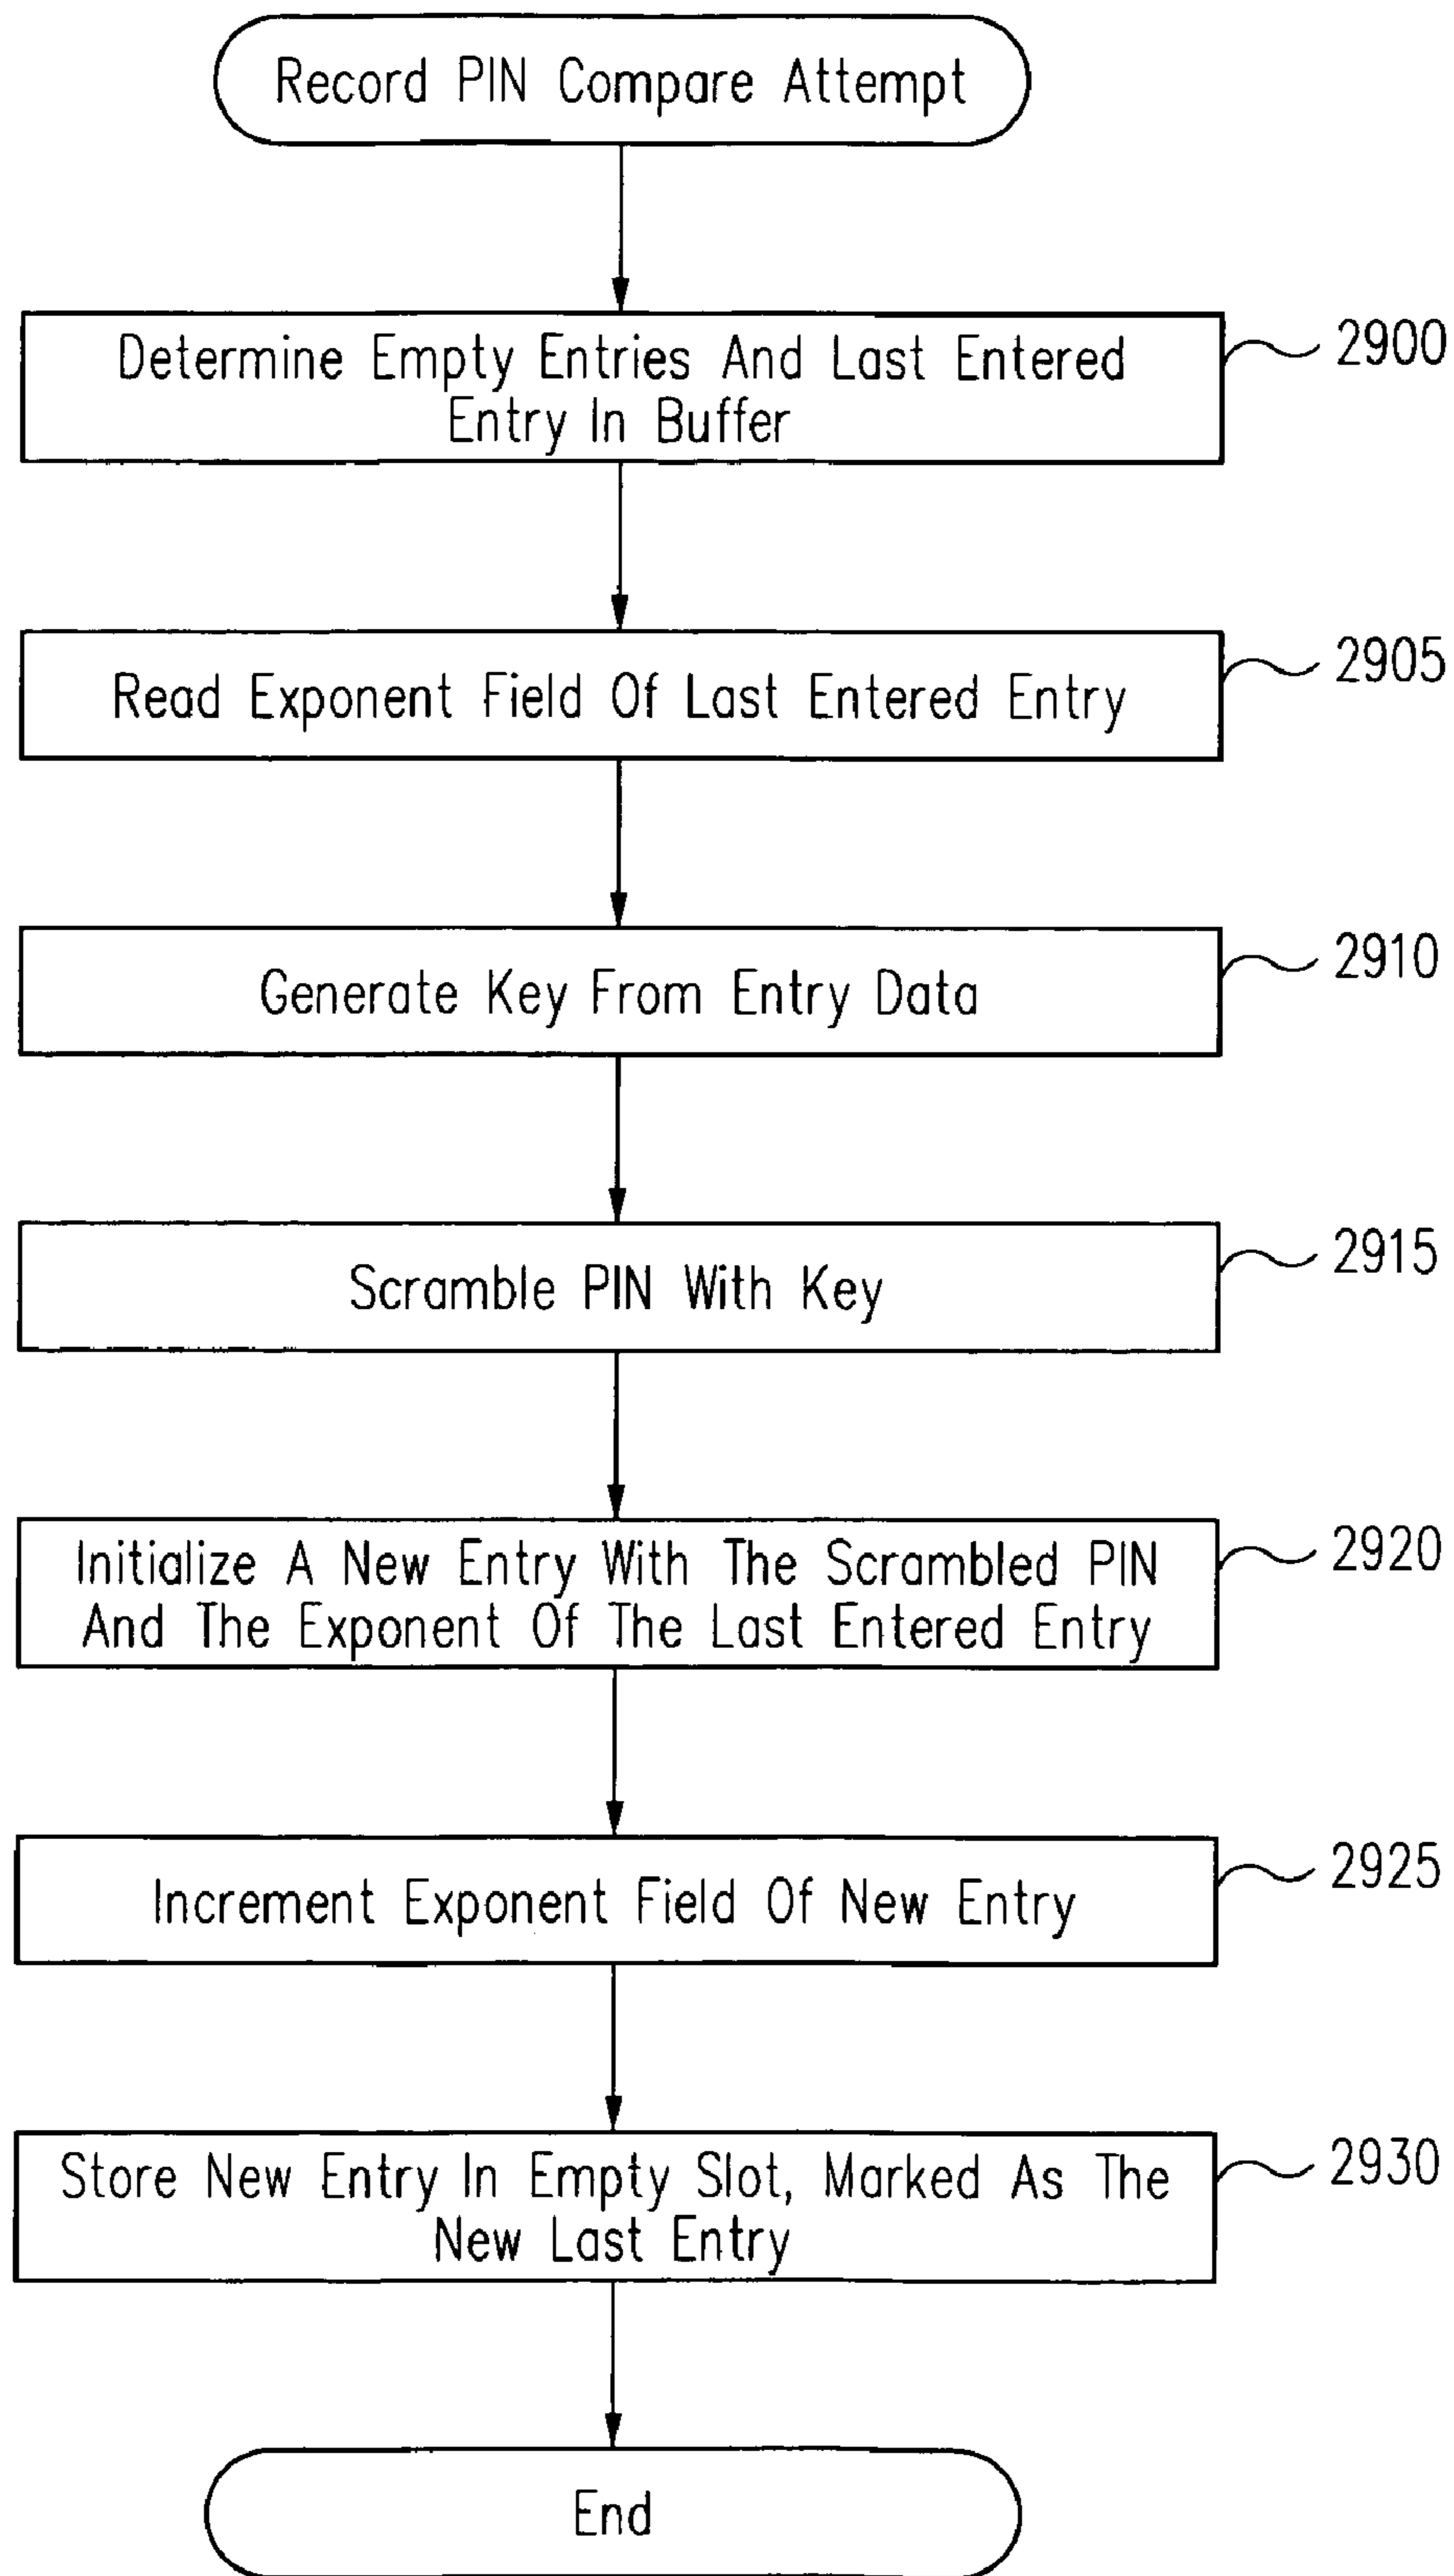 Record PIN Compare Attempt
Determine Empty Entries And Last Entered
Entry In Buffer
2900
Read Exponent Field Of Last Entered Entry
2905
Generate Key From Entry Data
2910
Scramble PIN With Key
2915
Initialize A New Entry With The Scrambled PIN
And The Exponent Of The Last Entered Entry
2920
Increment Exponent Field Of New Entry
2925
Store New Entry In Empty Slot, Marked As The
New Last Entry
2930
End